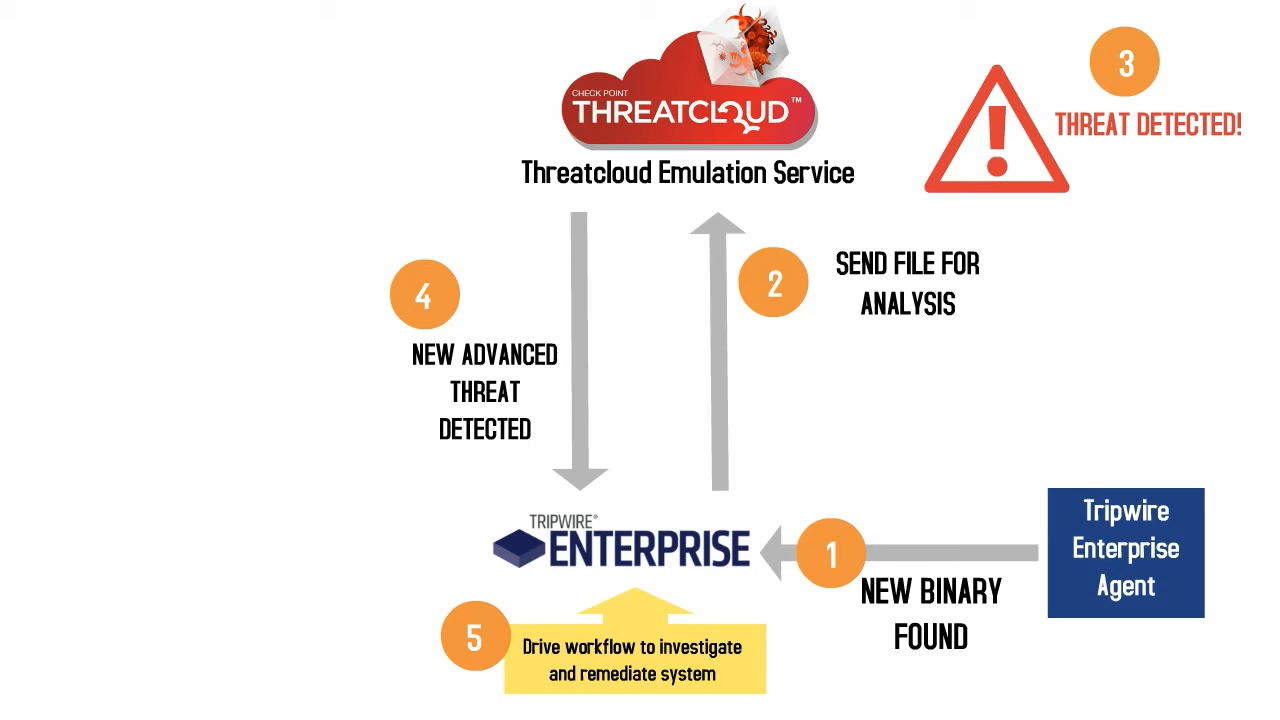 CHECK POINT
THREATCLOUD™
Threatcloud Emulation Service
3
THREAT DETECTED!
2
SEND FILE FOR
ANALYSIS
4
NEW ADVANCED
THREAT
DETECTED
TRIPWIRE®
ENTERPRISE
1
NEW BINARY
FOUND
Tripwire
Enterprise
Agent
5
Drive workflow to investigate
and remediate system